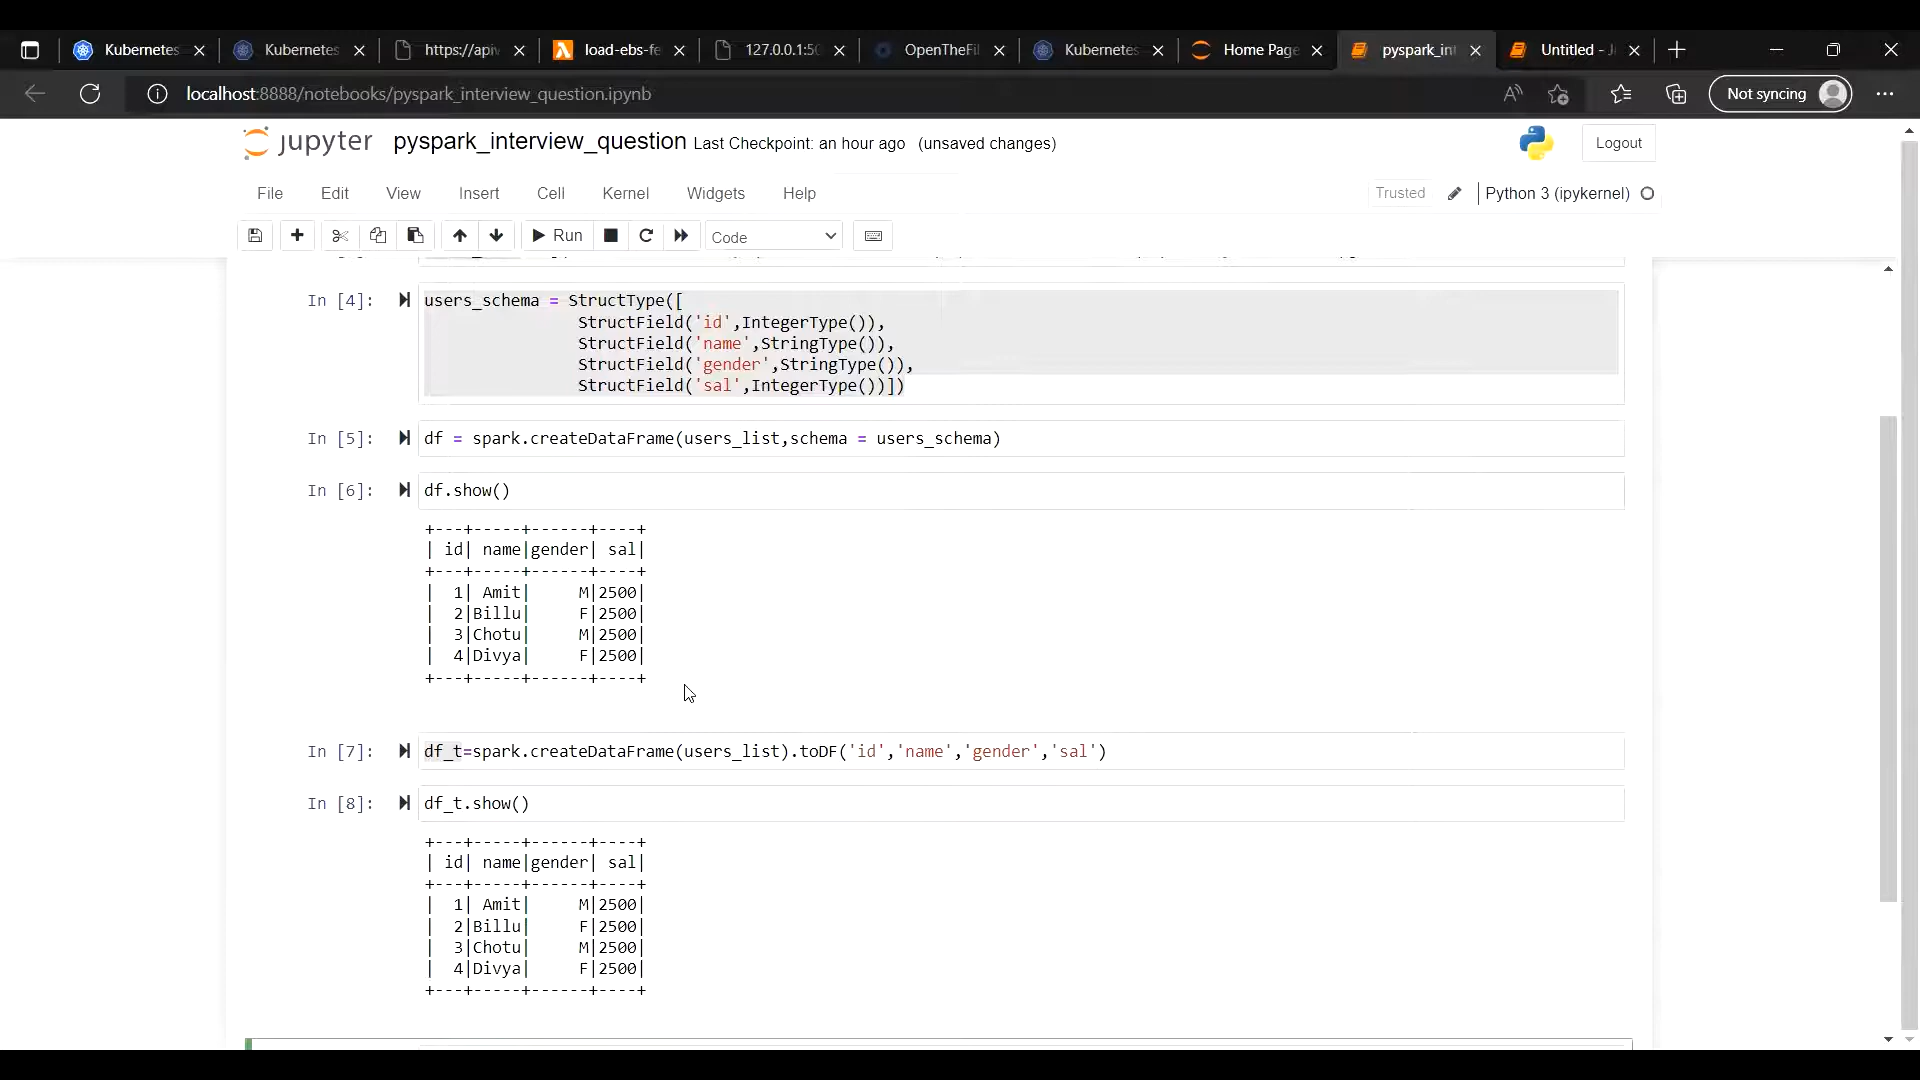 Kubernetes
Kubernetes
https://apiv
load-ebs-fe
127.0.0.1:50
OpenTheFil
Kubernetes
Home Page
pyspark_int
Untitled - J
localhost:8888/notebooks/pyspark_interview_question.ipynb
Not syncing
jupyter pyspark_interview_question Last Checkpoint: an hour ago (unsaved changes)
Logout
File Edit View Insert Cell Kernel Widgets Help
Trusted
Python 3 (ipykernel)
Run
Code
In [4]: users_schema = StructType([
StructField('id',IntegerType()),
StructField('name',StringType()),
StructField('gender',StringType()),
StructField('sal',IntegerType())])
In [5]: df = spark.createDataFrame(users_list,schema = users_schema)
In [6]: df.show()
+---+-----+------+----+
| id| name|gender| sal|
+---+-----+------+----+
|  1| Amit|     M|2500|
|  2|Billu|     F|2500|
|  3|Chotu|     M|2500|
|  4|Divya|     F|2500|
+---+-----+------+----+
In [7]: df_t=spark.createDataFrame(users_list).toDF('id','name','gender','sal')
In [8]: df_t.show()
+---+-----+------+----+
| id| name|gender| sal|
+---+-----+------+----+
|  1| Amit|     M|2500|
|  2|Billu|     F|2500|
|  3|Chotu|     M|2500|
|  4|Divya|     F|2500|
+---+-----+------+----+